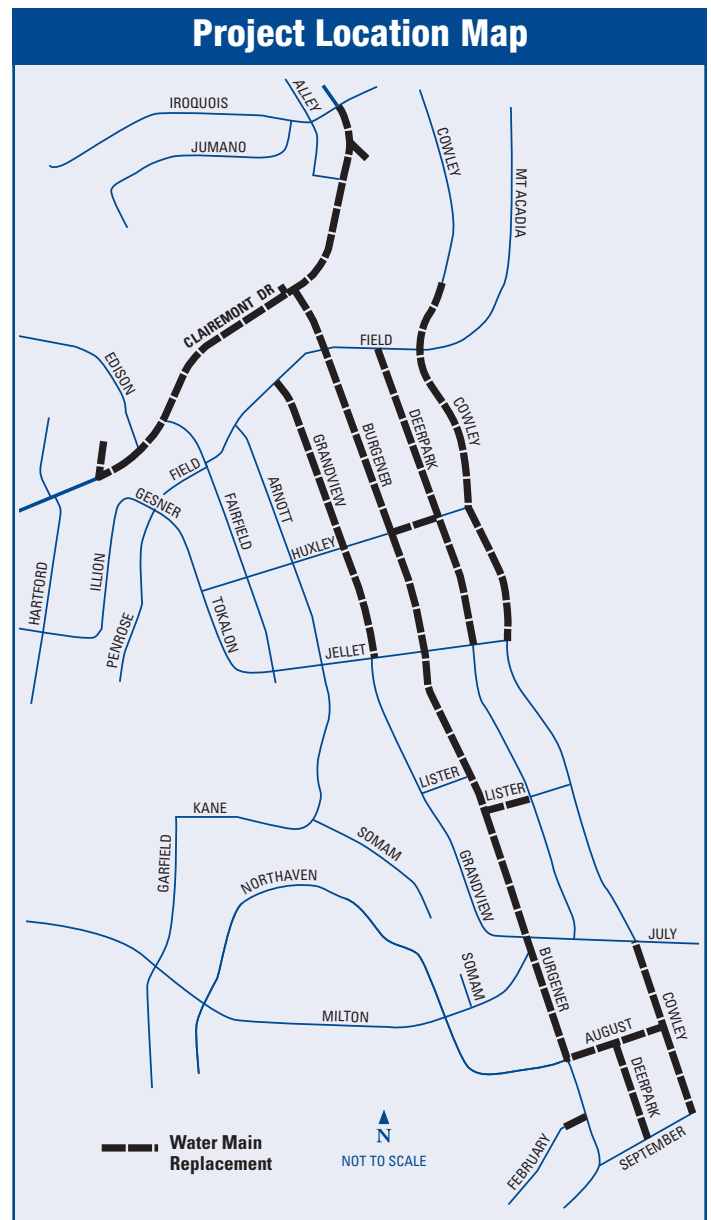 Project Location Map
IROQUOIS
ALLEY
JUMANO
COWLEY
MT ACADIA
CLAIREMONT DR
FIELD
EDISON
DEERPARK
COWLEY
BURGENER
GRANDVIEW
FIELD
ARNOTT
FAIRFIELD
GESNER
HUXLEY
HARTFORD
ILLION
PENROSE
TOKALON
JELLET
LISTER
LISTER
KANE
GARFIELD
SOMAM
NORTHAVEN
GRANDVIEW
JULY
SOMAM
BURGENER
MILTON
COWLEY
AUGUST
DEERPARK
FEBRUARY
SEPTEMBER
Water Main
Replacement
N
NOT TO SCALE